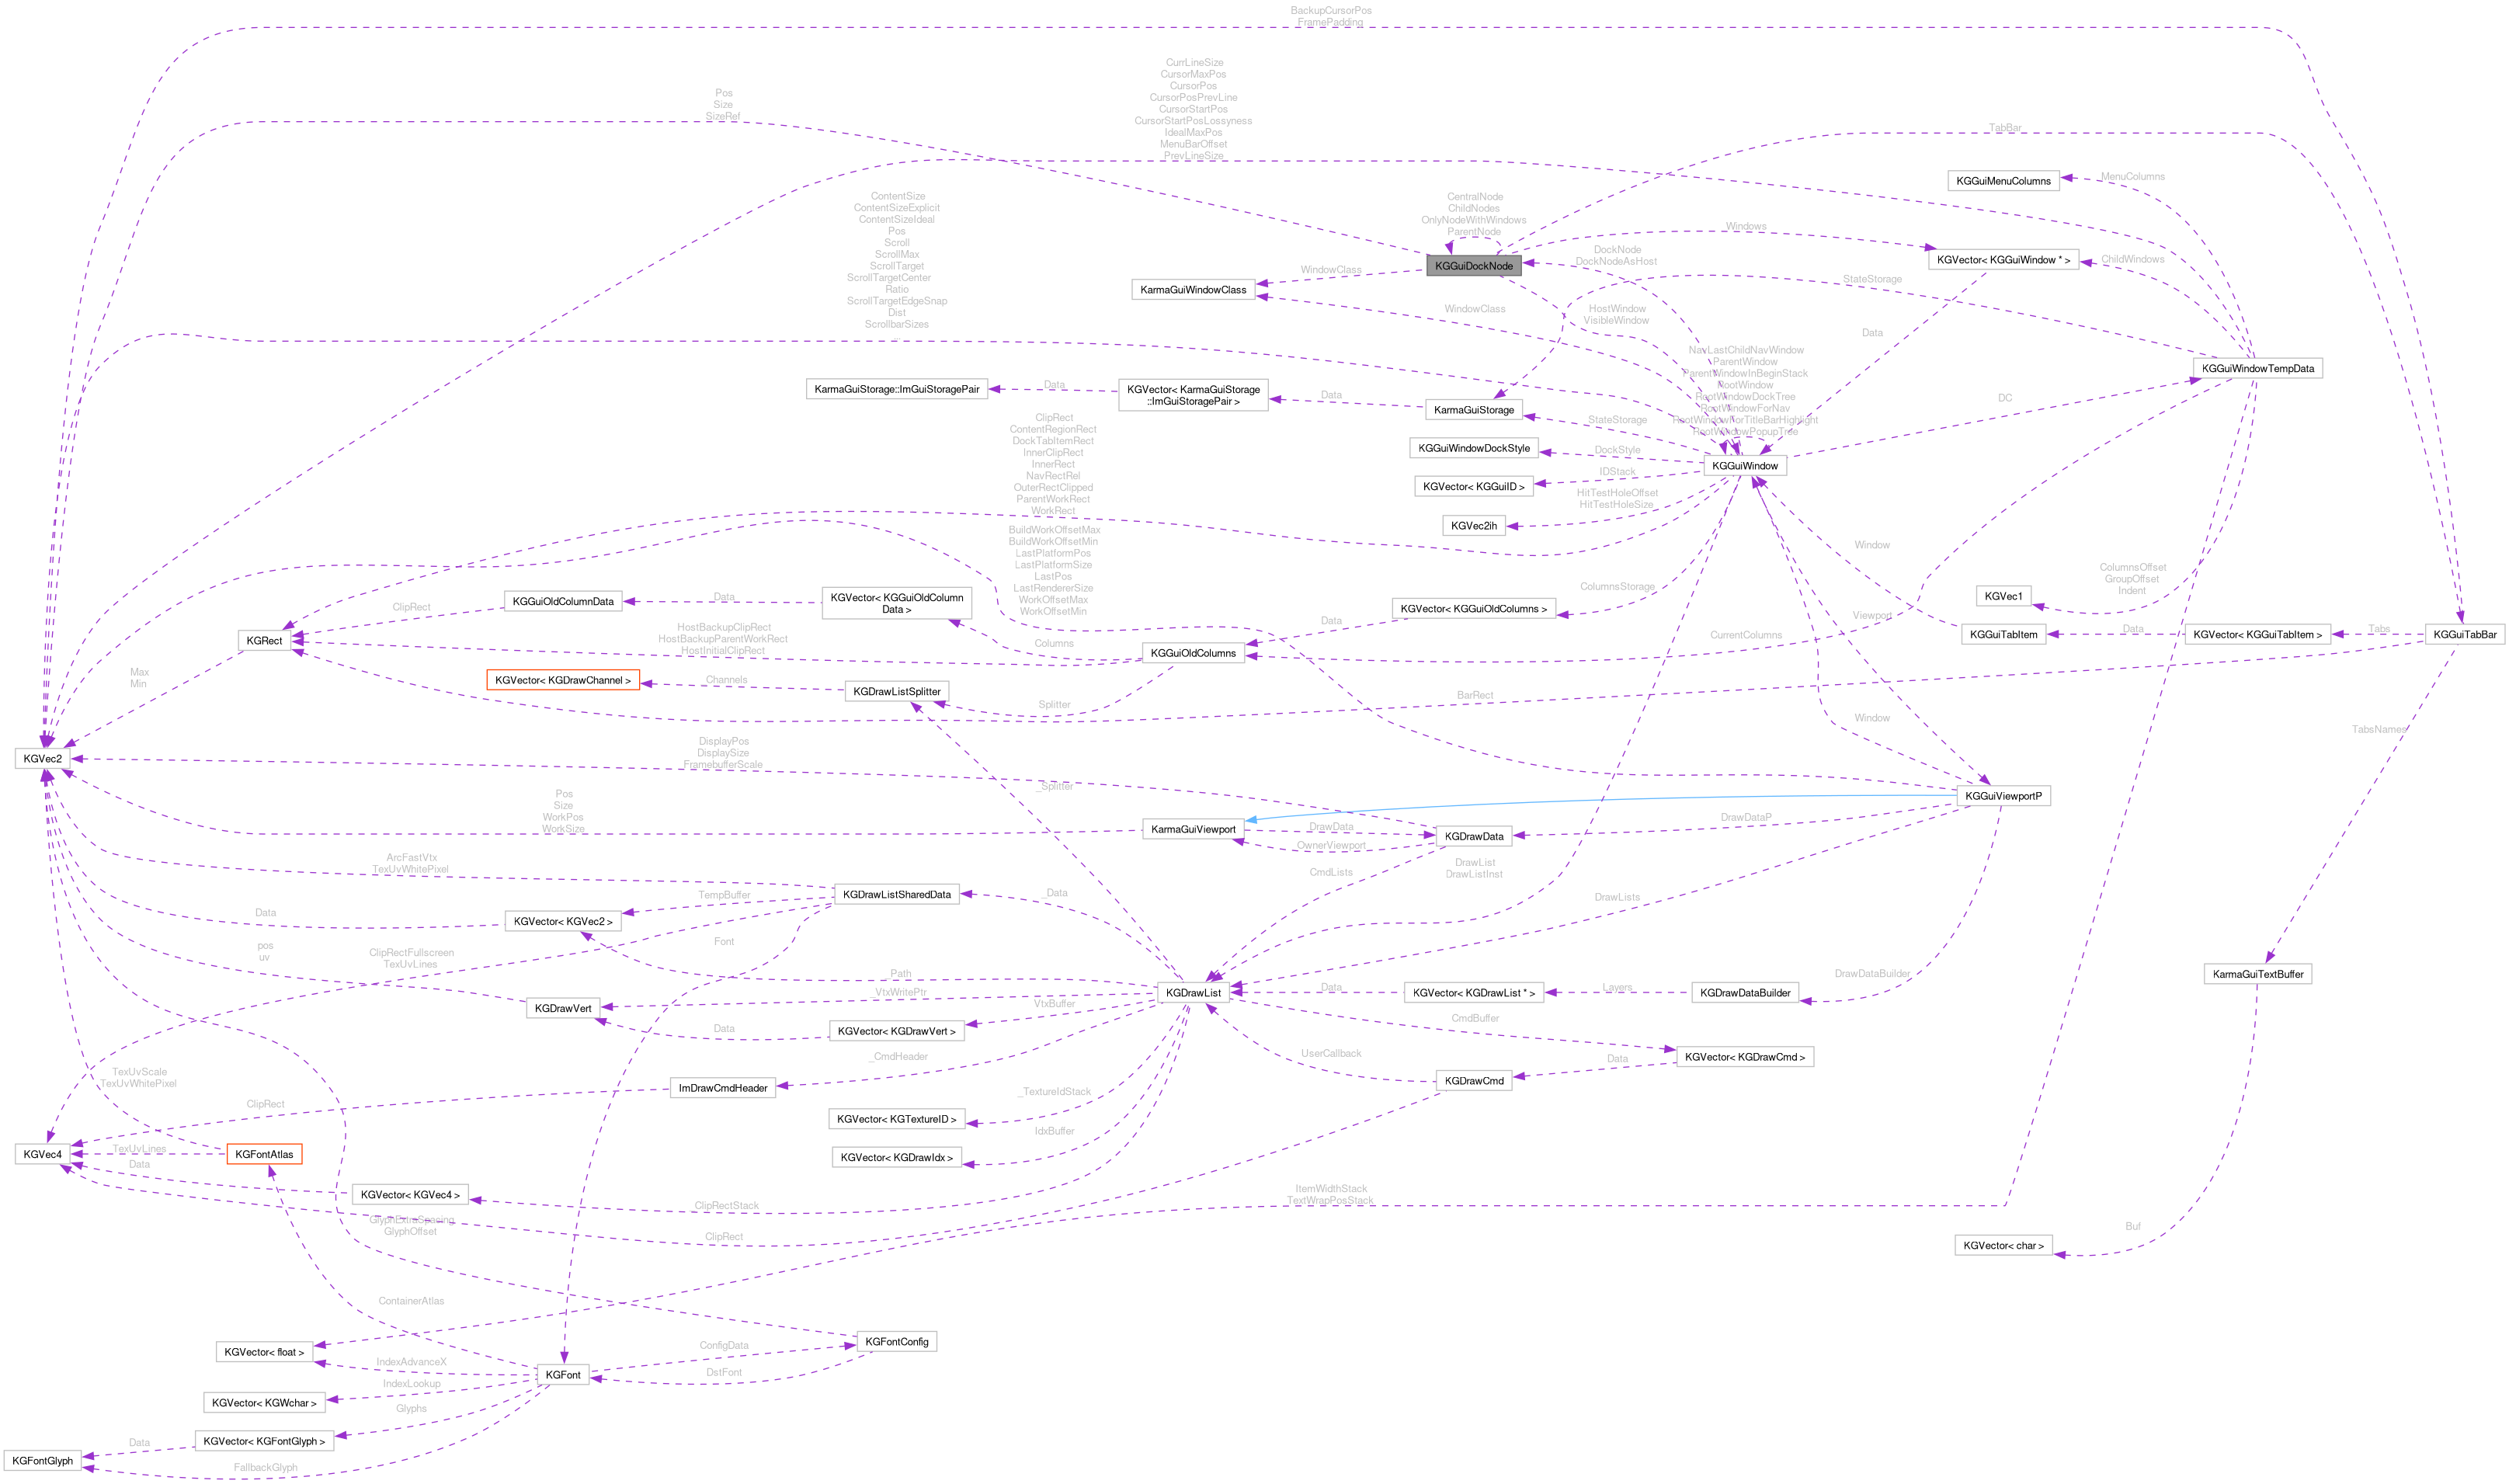 BackupCursorPos
FramePadding
CurrLineSize
CursorMaxPos
CursorPos
CursorPosPrevLine
CursorStartPos
CursorStartPosLossyness
IdealMaxPos
MenuBarOffset
PrevLineSize
Pos
Size
SizeRef
TabBar
KGGuiMenuColumns
MenuColumns
ContentSize
ContentSizeExplicit
ContentSizeIdeal
Pos
Scroll
ScrollMax
ScrollTarget
ScrollTargetCenter
Ratio
ScrollTargetEdgeSnap
Dist
ScrollbarSizes
CentralNode
ChildNodes
OnlyNodeWithWindows
ParentNode
Windows
KGGuiDockNode
DockNode
DockNodeAsHost
KGVector< KGGuiWindow * >
ChildWindows
WindowClass
KarmaGuiWindowClass
StateStorage
WindowClass
HostWindow
VisibleWindow
Data
NavLastChildNavWindow
ParentWindow
ParentWindowInBeginStack
RootWindow
RootWindowDockTree
RootWindowForNav
RootWindowForTitleBarHighlight
RootWindowPopupTree
KGGuiWindowTempData
KarmaGuiStorage::ImGuiStoragePair
Data
KGVector< KarmaGuiStorage
::ImGuiStoragePair >
Data
KarmaGuiStorage
StateStorage
DC
KGGuiWindowDockStyle
DockStyle
KGGuiWindow
KGVector< KGGuiID >
IDStack
KGVec2ih
HitTestHoleOffset
HitTestHoleSize
ClipRect
ContentRegionRect
DockTabItemRect
InnerClipRect
InnerRect
NavRectRel
OuterRectClipped
ParentWorkRect
WorkRect
BuildWorkOffsetMax
BuildWorkOffsetMin
LastPlatformPos
LastPlatformSize
LastPos
LastRendererSize
WorkOffsetMax
WorkOffsetMin
Window
ColumnsOffset
GroupOffset
Indent
KGVec1
ColumnsStorage
KGGuiOldColumnData
Data
KGVector< KGGuiOldColumn
Data >
KGVector< KGGuiOldColumns >
ClipRect
KGRect
HostBackupClipRect
HostBackupParentWorkRect
HostInitialClipRect
Columns
Data
KGGuiOldColumns
CurrentColumns
Viewport
KGGuiTabItem
Data
KGVector< KGGuiTabItem >
Tabs
KGGuiTabBar
Max
Min
KGVector< KGDrawChannel >
Channels
KGDrawListSplitter
Splitter
BarRect
TabsNames
KGVec2
DisplayPos
DisplaySize
FramebufferScale
_Splitter
Window
KGGuiViewportP
Pos
Size
WorkPos
WorkSize
KarmaGuiViewport
DrawData
OwnerViewport
KGDrawData
DrawDataP
ArcFastVtx
TexUvWhitePixel
CmdLists
DrawList
DrawListInst
DrawLists
KGDrawListSharedData
_Data
TempBuffer
KGVector< KGVec2 >
Data
Font
pos
uv
ClipRectFullscreen
TexUvLines
_Path
_VtxWritePtr
KGDrawVert
VtxBuffer
Data
KGVector< KGDrawVert >
KGDrawList
Data
KGVector< KGDrawList * >
Layers
KGDrawDataBuilder
DrawDataBuilder
KarmaGuiTextBuffer
CmdBuffer
KGVector< KGDrawCmd >
Data
UserCallback
KGDrawCmd
_CmdHeader
ImDrawCmdHeader
TexUvScale
TexUvWhitePixel
ClipRect
_TextureIdStack
KGVector< KGTextureID >
IdxBuffer
KGVector< KGDrawIdx >
KGVec4
TexUvLines
KGFontAtlas
Data
KGVector< KGVec4 >
_ClipRectStack
ItemWidthStack
TextWrapPosStack
GlyphExtraSpacing
GlyphOffset
ClipRect
Buf
KGVector< char >
ContainerAtlas
KGVector< float >
IndexAdvanceX
KGFont
ConfigData
KGFontConfig
DstFont
IndexLookup
KGVector< KGWchar >
Glyphs
KGVector< KGFontGlyph >
Data
KGFontGlyph
FallbackGlyph